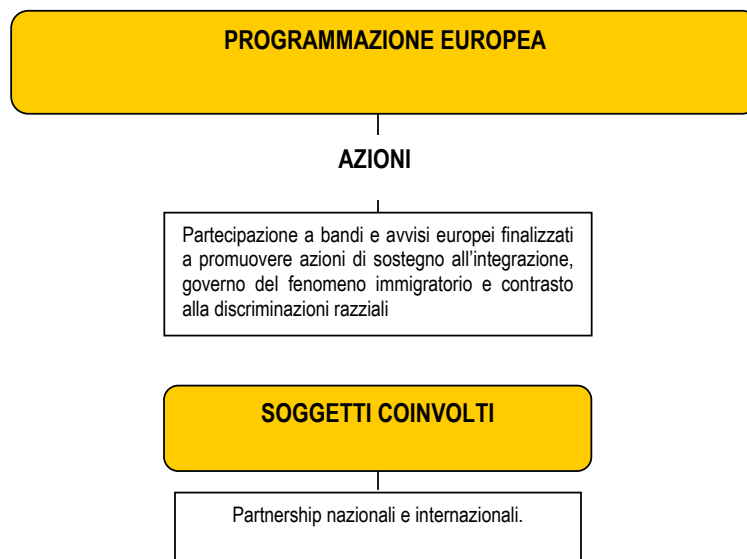 PROGRAMMAZIONE EUROPEA
AZIONI
Partecipazione a bandi e avvisi europei finalizzati
a promuovere azioni di sostegno all'integrazione,
governo del fenomeno immigratorio e contrasto
alla discriminazioni razziali
SOGGETTI COINVOLTI
Partnership nazionali e internazionali.